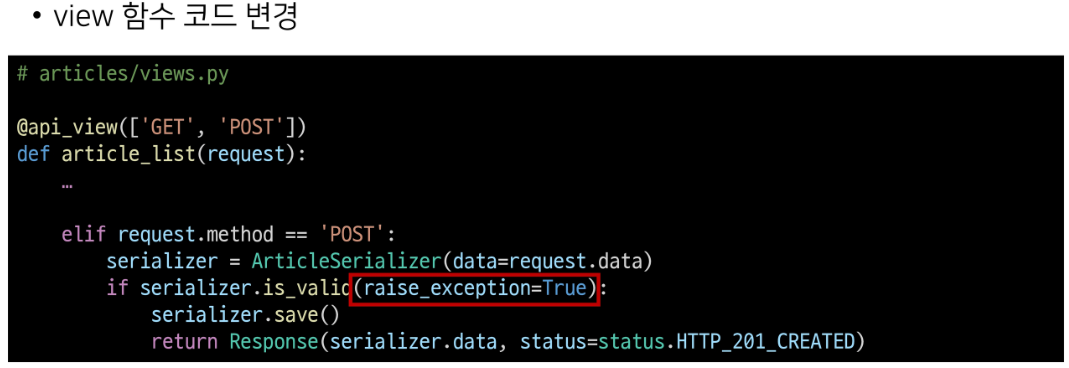 • view 함수 코드 변경
# articles/views.py
@api_view(['GET', 'POST'])
def article_list(request):
    …
    elif request.method == 'POST':
        serializer = ArticleSerializer(data=request.data)
        if serializer.is_valid(raise_exception=True):
            serializer.save()
            return Response(serializer.data, status=status.HTTP_201_CREATED)